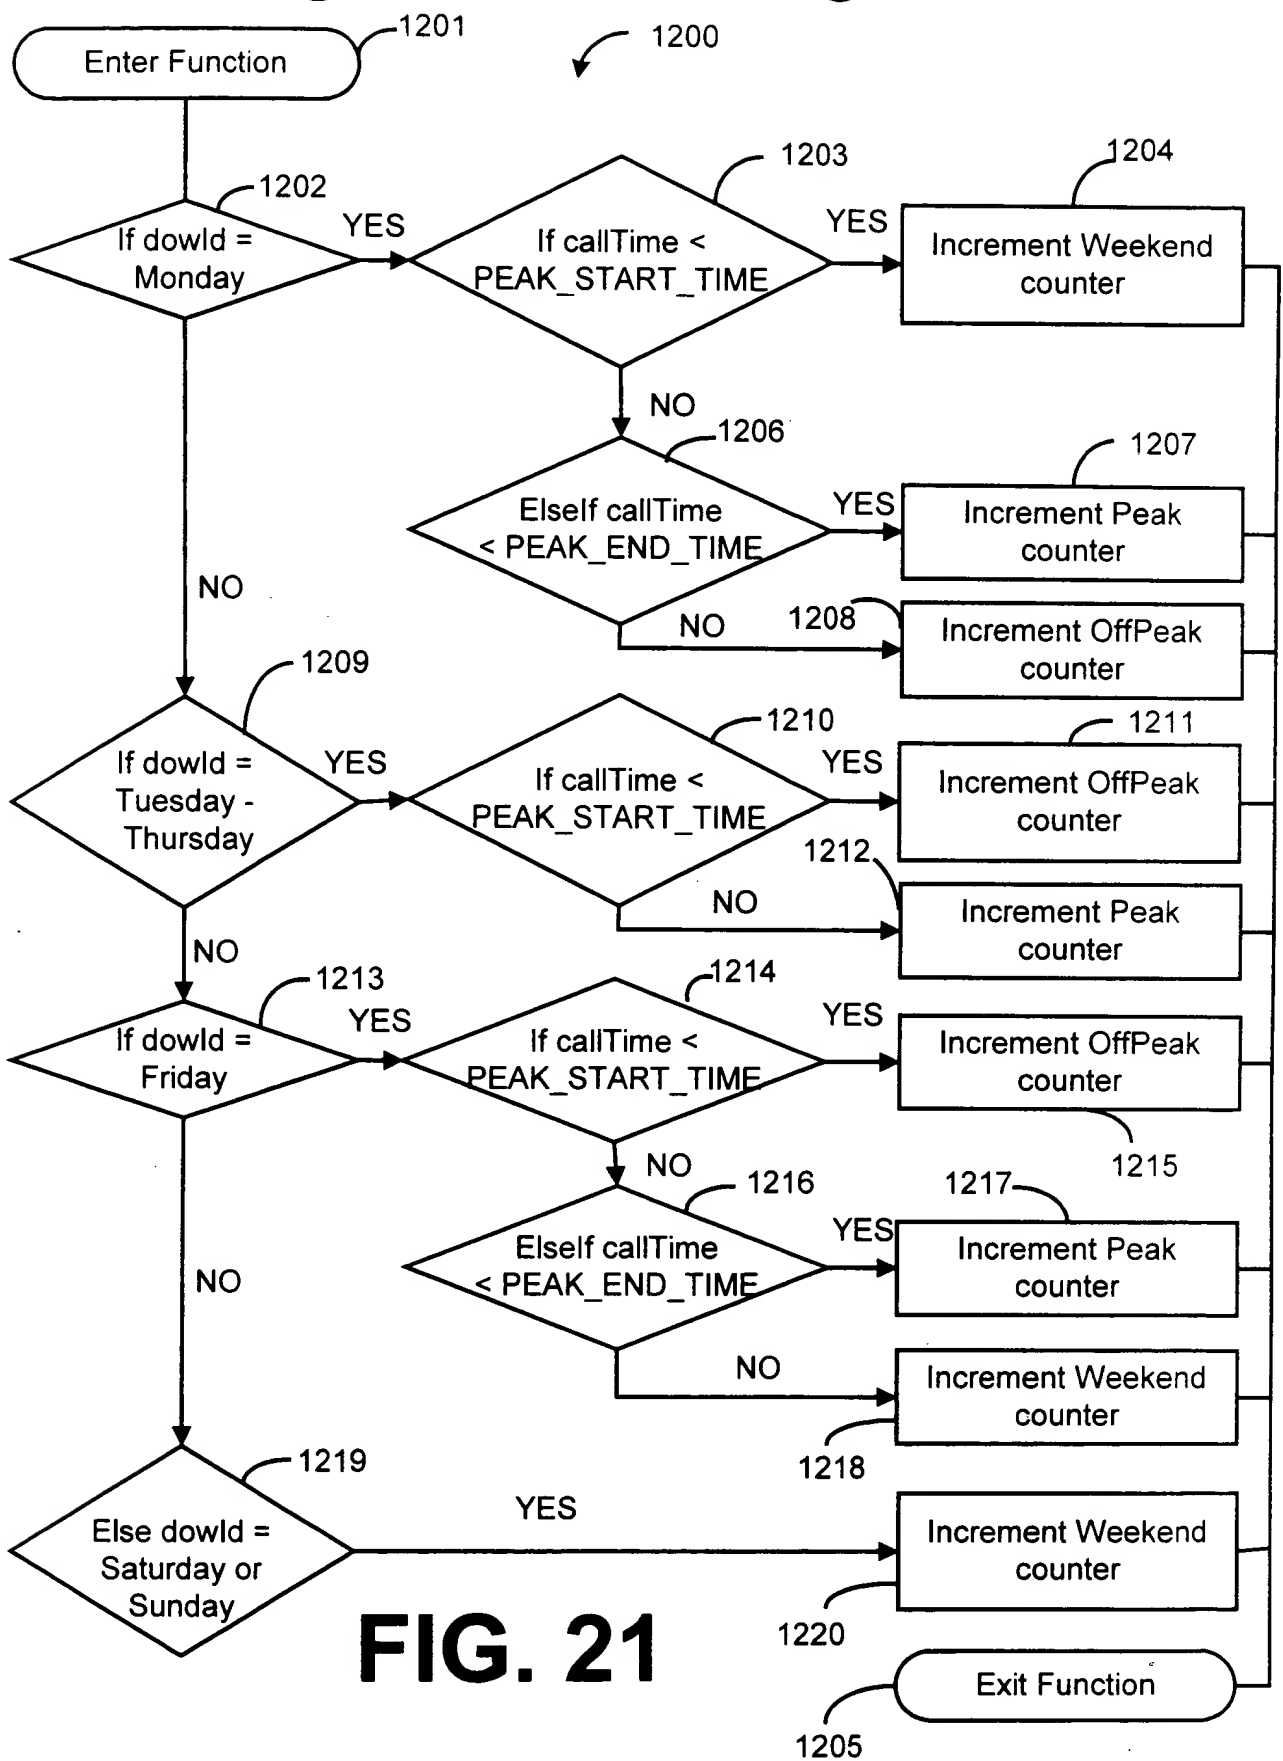 1201
1200
Enter Function
1202
1203
1204
If dowId =
Monday
YES
If callTime <
PEAK_START_TIME
YES
Increment Weekend
counter
NO
1206
1207
ElseIf callTime
< PEAK_END_TIME
YES
Increment Peak
counter
NO
NO
1208
Increment OffPeak
counter
1209
1210
1211
If dowId =
Tuesday -
Thursday
YES
If callTime <
PEAK_START_TIME
YES
Increment OffPeak
counter
1212
NO
Increment Peak
counter
NO
1213
1214
If dowId =
Friday
YES
If callTime <
PEAK_START_TIME
YES
Increment OffPeak
counter
1215
NO
1216
1217
ElseIf callTime
< PEAK_END_TIME
YES
Increment Peak
counter
NO
NO
Increment Weekend
counter
1218
1219
Else dowId =
Saturday or
Sunday
YES
Increment Weekend
counter
1220
FIG. 21
Exit Function
1205